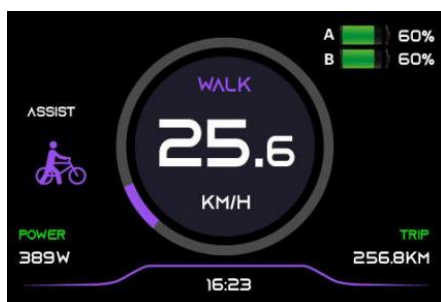 A 60%
B 60%
WALK
ASSIST
25.6
KM/H
POWER
TRIP
389W
256.8KM
16:23